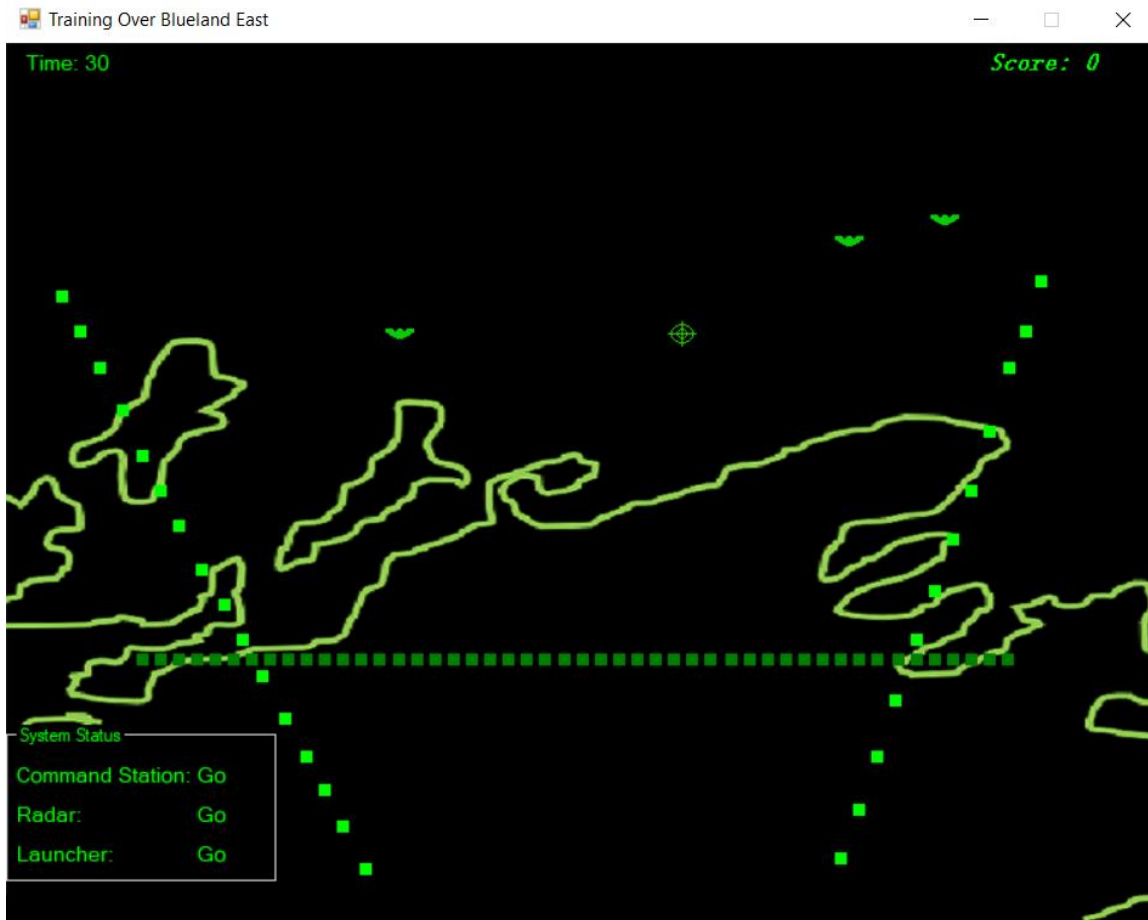 Training Over Blueland East
Time: 30
Score: 0
System Status
Command Station: Go
Radar: Go
Launcher: Go